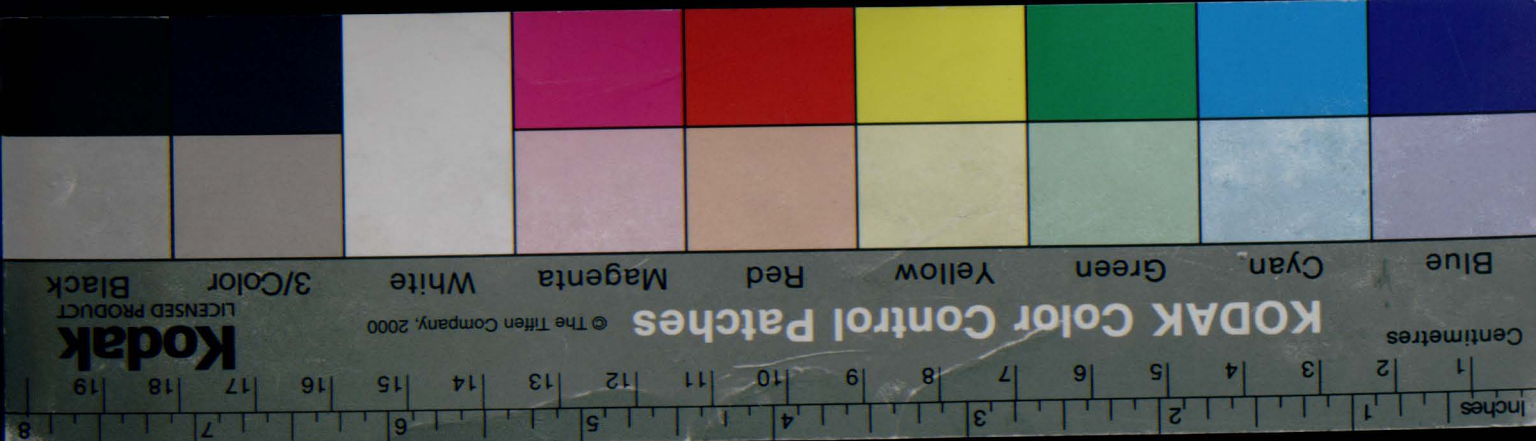 Inches 1 2 3 4 5 6 7 8
1 2 3 4 5 6 7 8 9 10 11 12 13 14 15 16 17 18 19
Centimetres
KODAK Color Control Patches © The Tiffen Company, 2000
Kodak
LICENSED PRODUCT
Blue Cyan Green Yellow Red Magenta White 3/Color Black